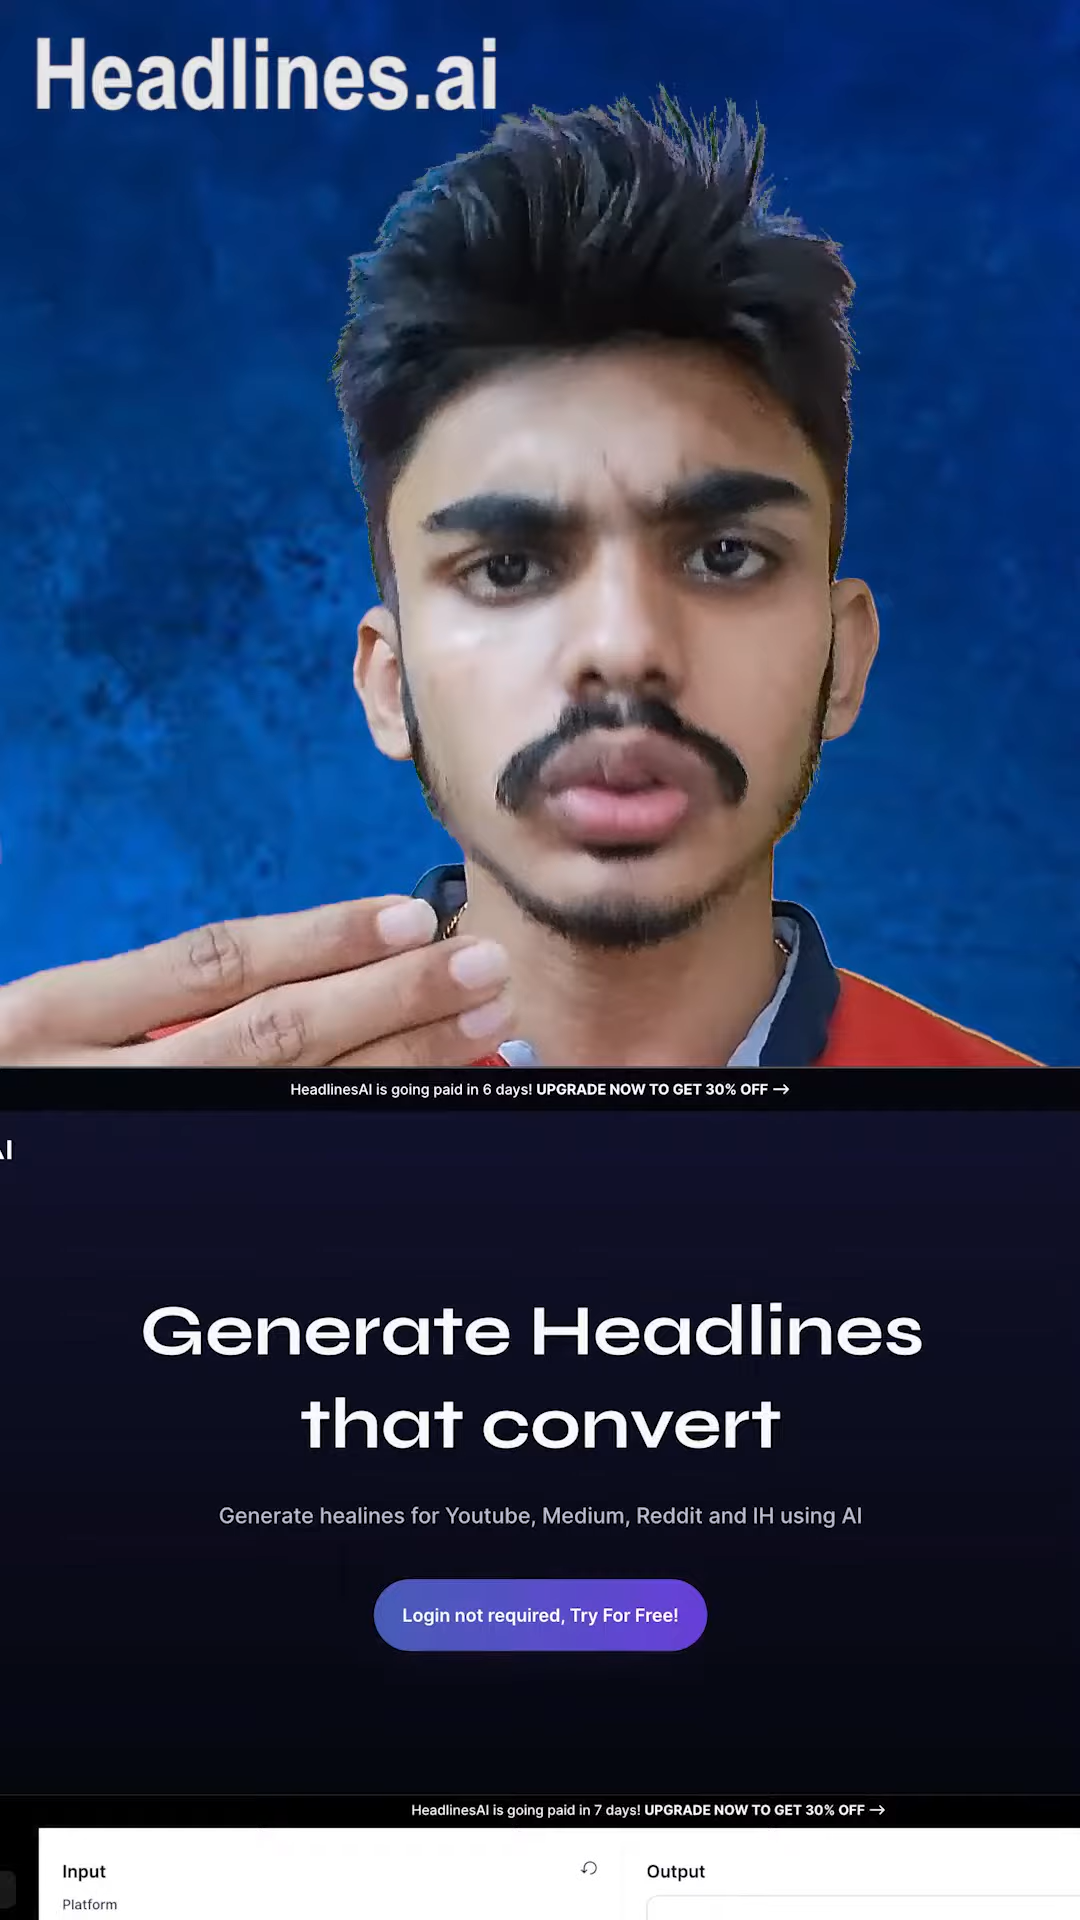 Headlines.ai
HeadlinesAI is going paid in 6 days! UPGRADE NOW TO GET 30% OFF →
AI
Generate Headlines
that convert
Generate healines for Youtube, Medium, Reddit and IH using AI
Login not required, Try For Free!
HeadlinesAI is going paid in 7 days! UPGRADE NOW TO GET 30% OFF →
Input
Output
Platform